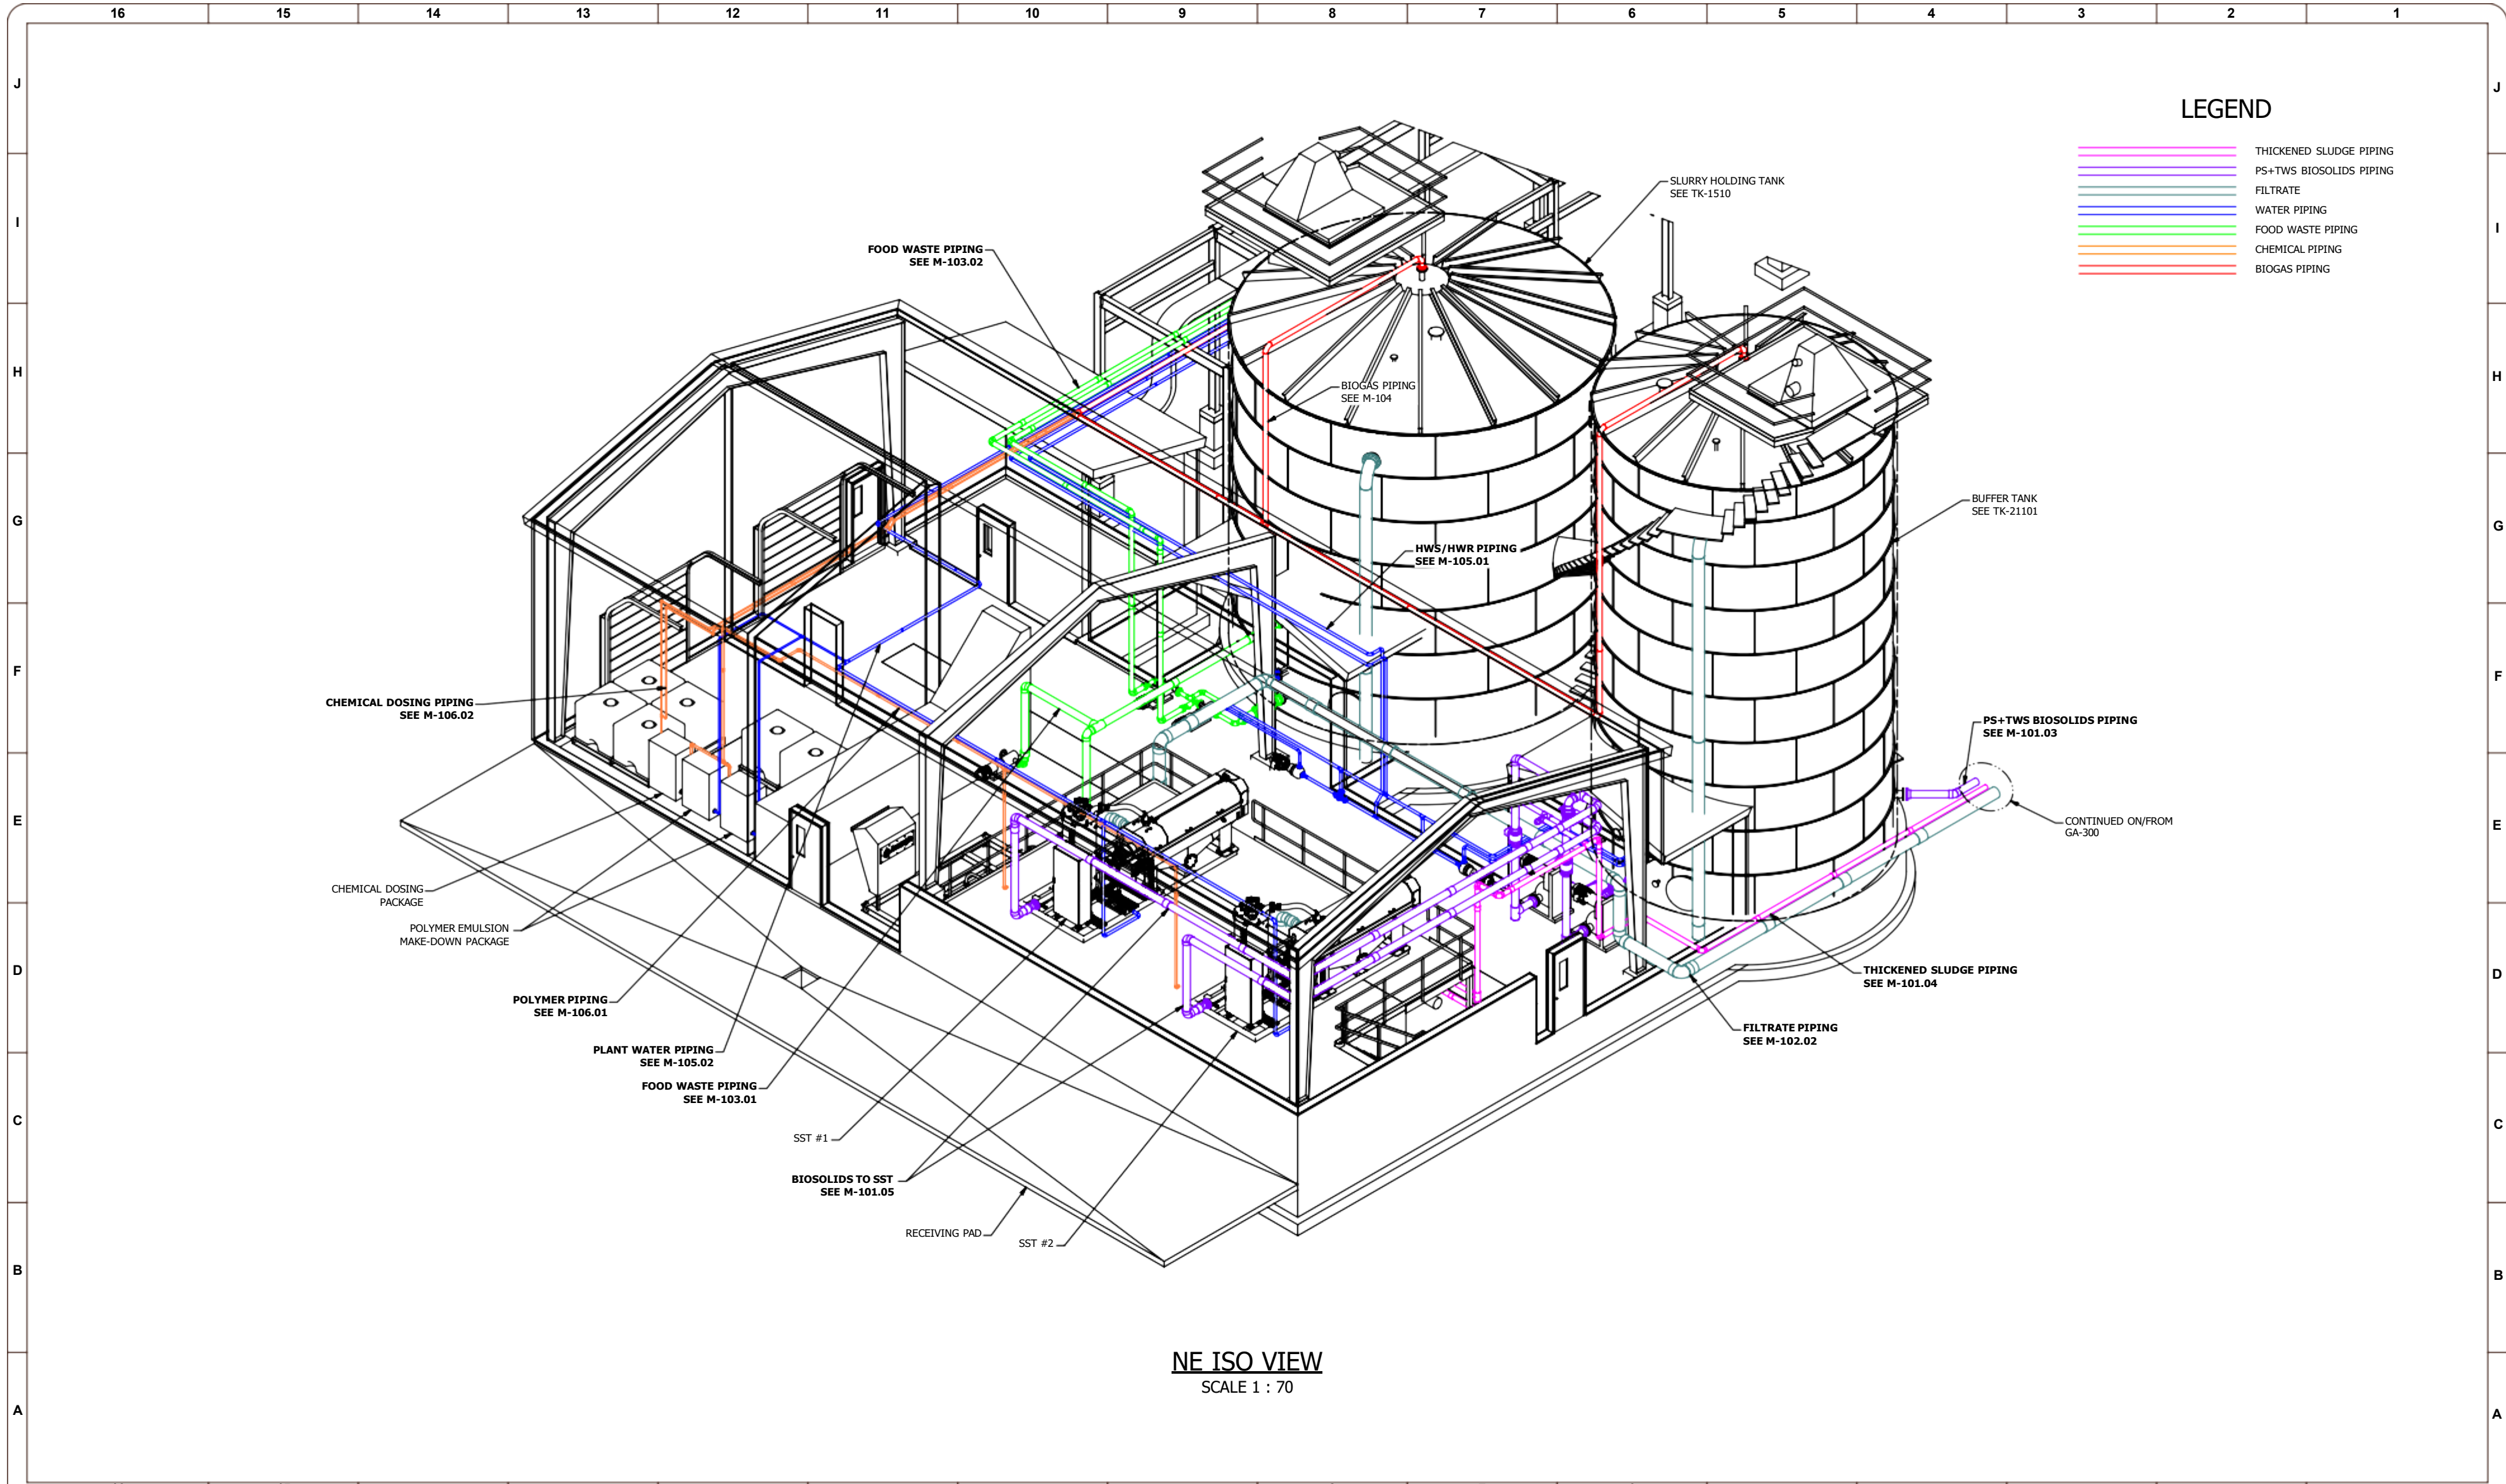 16 15 14 13 12 11 10 9 8 7 6 5 4 3 2 1
J J
LEGEND
THICKENED SLUDGE PIPING
PS+TWS BIOSOLIDS PIPING
FILTRATE
WATER PIPING
FOOD WASTE PIPING
CHEMICAL PIPING
BIOGAS PIPING
SLURRY HOLDING TANK
SEE TK-1510
I I
FOOD WASTE PIPING
SEE M-103.02
H H
BIOGAS PIPING
SEE M-104
BUFFER TANK
SEE TK-21101
G G
HWS/HWR PIPING
SEE M-105.01
F F
CHEMICAL DOSING PIPING
SEE M-106.02
PS+TWS BIOSOLIDS PIPING
SEE M-101.03
E E
CONTINUED ON/FROM
GA-300
CHEMICAL DOSING
PACKAGE
POLYMER EMULSION
MAKE-DOWN PACKAGE
D D
THICKENED SLUDGE PIPING
SEE M-101.04
POLYMER PIPING
SEE M-106.01
FILTRATE PIPING
SEE M-102.02
PLANT WATER PIPING
SEE M-105.02
FOOD WASTE PIPING
SEE M-103.01
C C
SST #1
BIOSOLIDS TO SST
SEE M-101.05
RECEIVING PAD
SST #2
B B
NE ISO VIEW
SCALE 1 : 70
A A